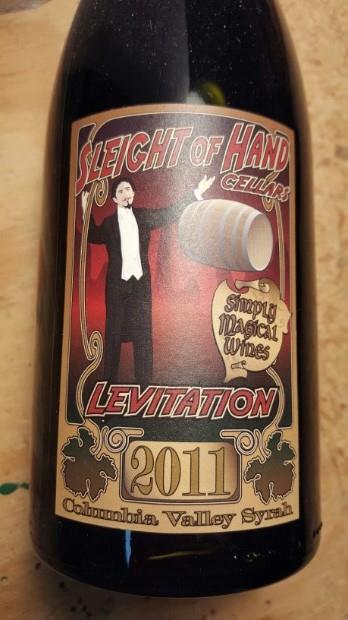 SLEIGHT OF HAND
CELLARS
Simply
Magical
Wines
LEVITATION
2011
Columbia Valley Syrah